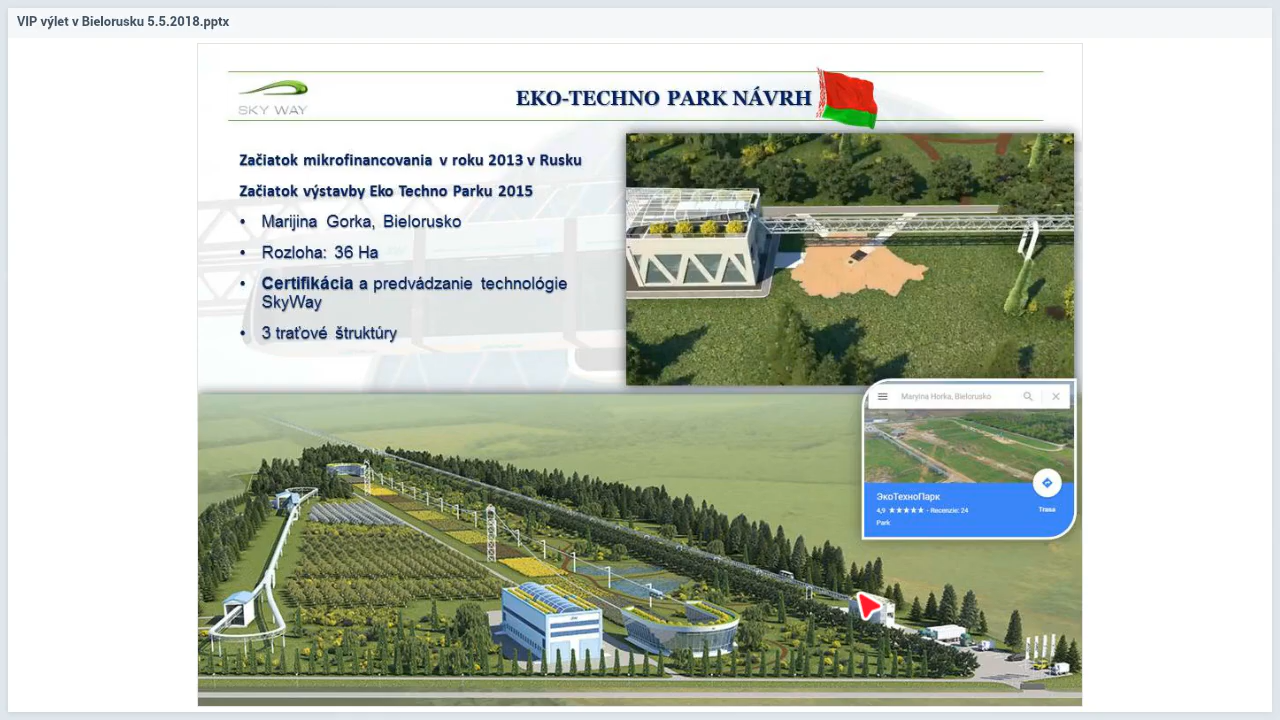 VIP výlet v Bielorusku 5.5.2018.pptx
SKY WAY
EKO-TECHNO PARK NÁVRH
Začiatok mikrofinancovania v roku 2013 v Rusku
Začiatok výstavby Eko Techno Parku 2015
• Marijina Gorka, Bielorusko
• Rozloha: 36 Ha
• Certifikácia a predvádzanie technológie
SkyWay
• 3 traťové štruktúry
Maryina Horka, Bielorusko
ЭкоТехноПарк
4,9 ★★★★★ - Recenzie: 24
Trasa
Park